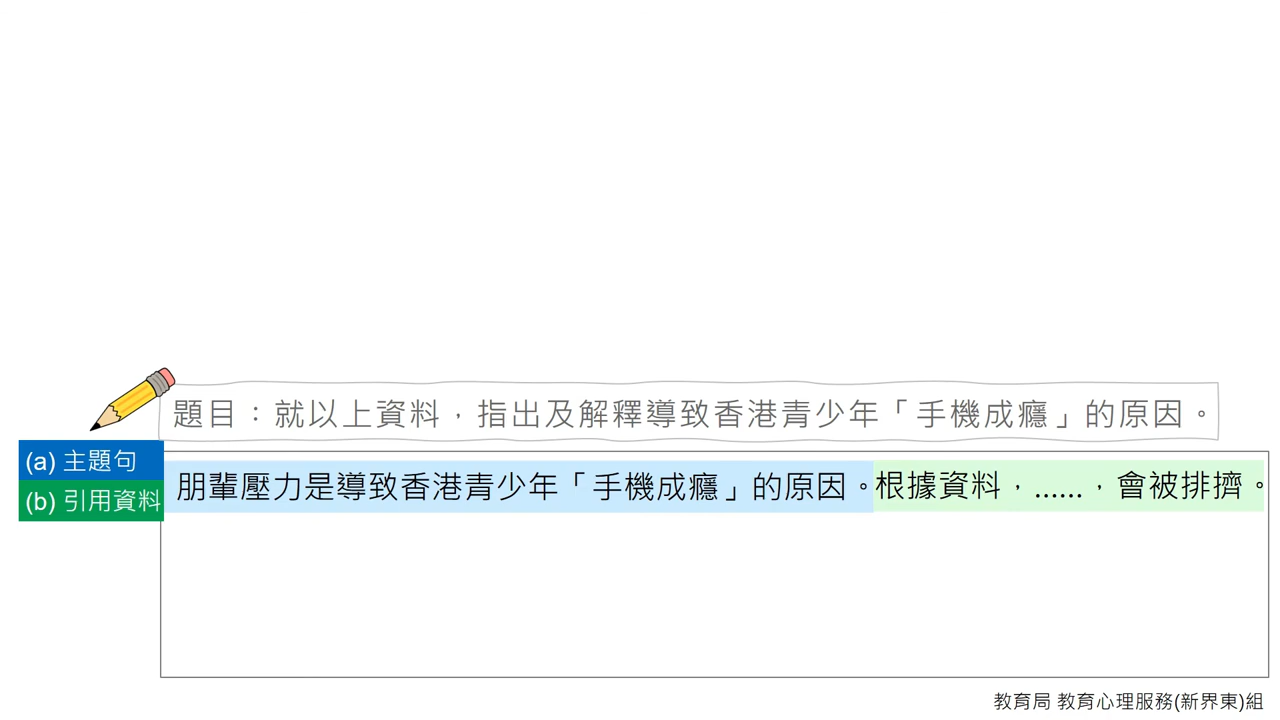 題目：就以上資料，指出及解釋導致香港青少年「手機成癮」的原因。
(a) 主題句
(b) 引用資料
朋輩壓力是導致香港青少年「手機成癮」的原因。根據資料，......，會被排擠。
教育局 教育心理服務(新界東)組